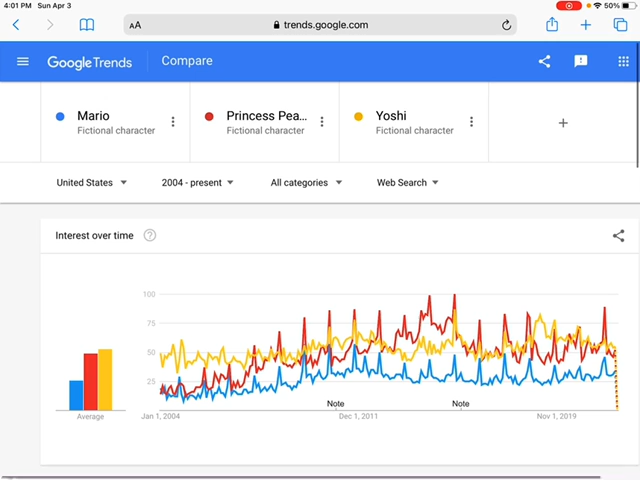 4:01 PM Sun Apr 3
50%
AA
trends.google.com
Google Trends
Compare
Mario
Fictional character
Princess Pea...
Fictional character
Yoshi
Fictional character
United States
2004 - present
All categories
Web Search
Interest over time
100
75
50
25
Note
Note
Average
Jan 1, 2004
Dec 1, 2011
Nov 1, 2019